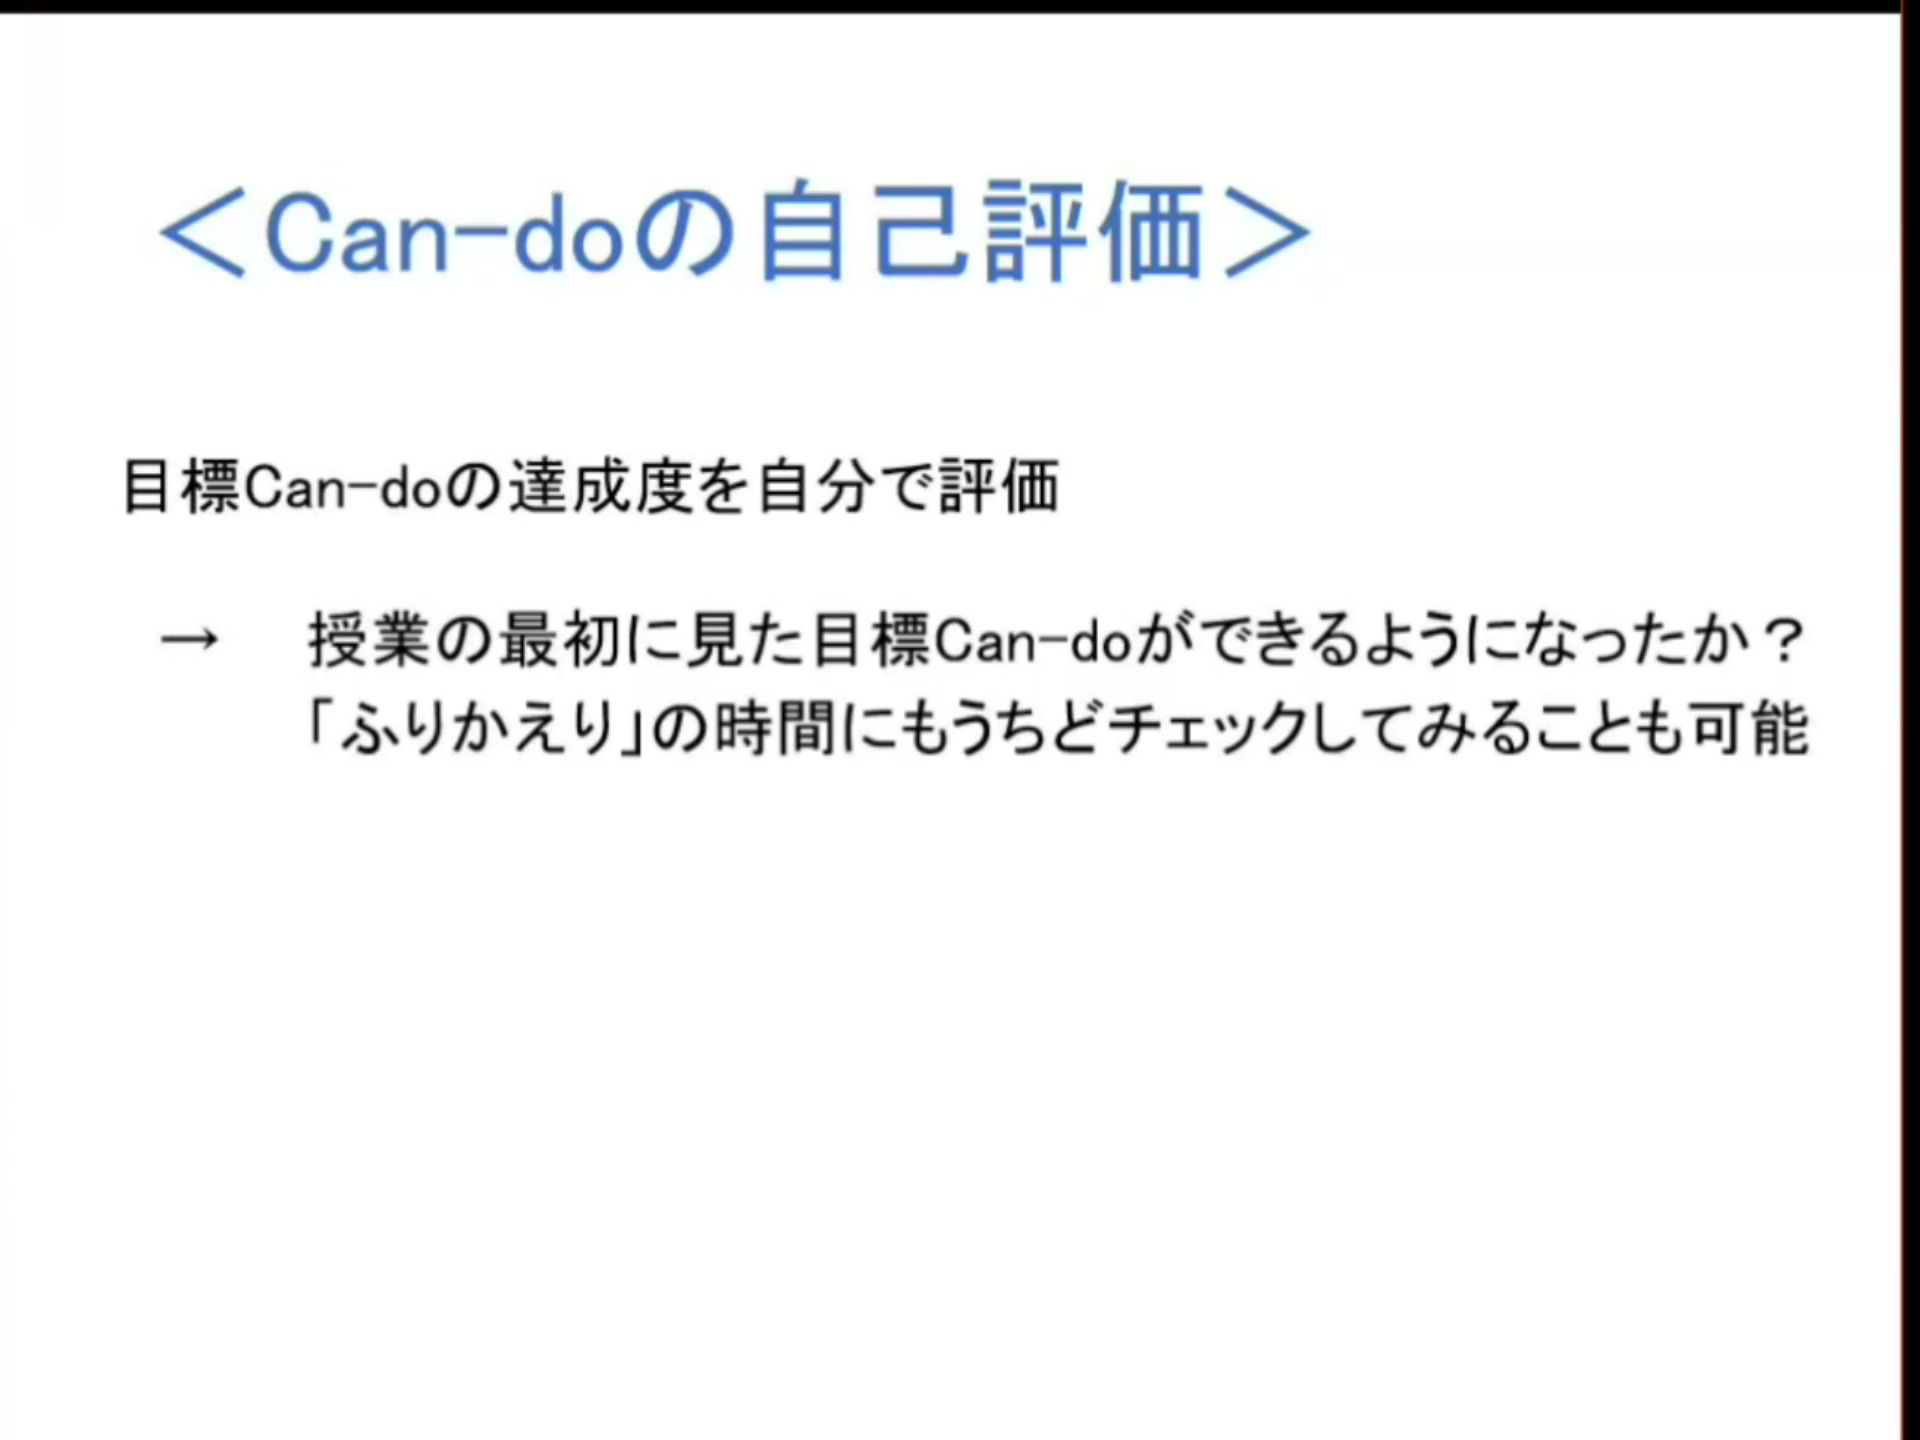 ＜Can-doの自己評価＞
目標Can-doの達成度を自分で評価
→　授業の最初に見た目標Can-doができるようになったか？
「ふりかえり」の時間にもうちどチェックしてみることも可能